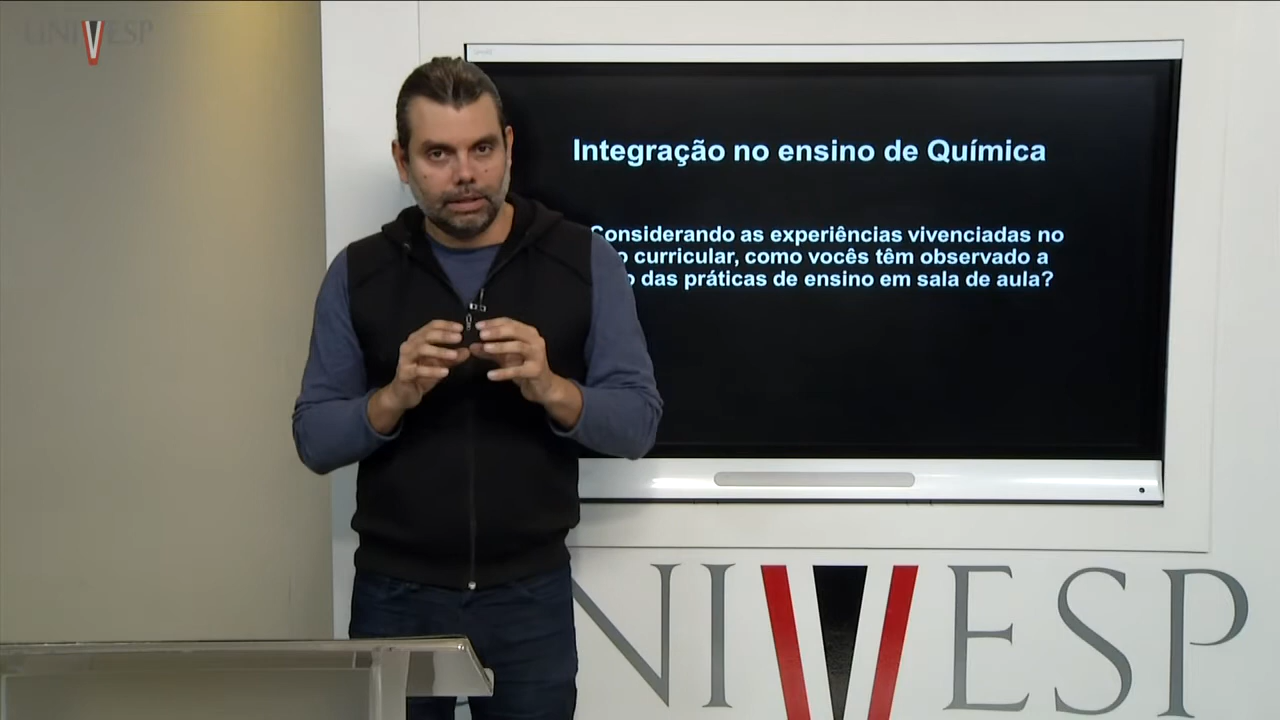 UNIVESP
Integração no ensino de Química
Considerando as experiências vivenciadas no
curricular, como vocês têm observado a
das práticas de ensino em sala de aula?
UNIVESP